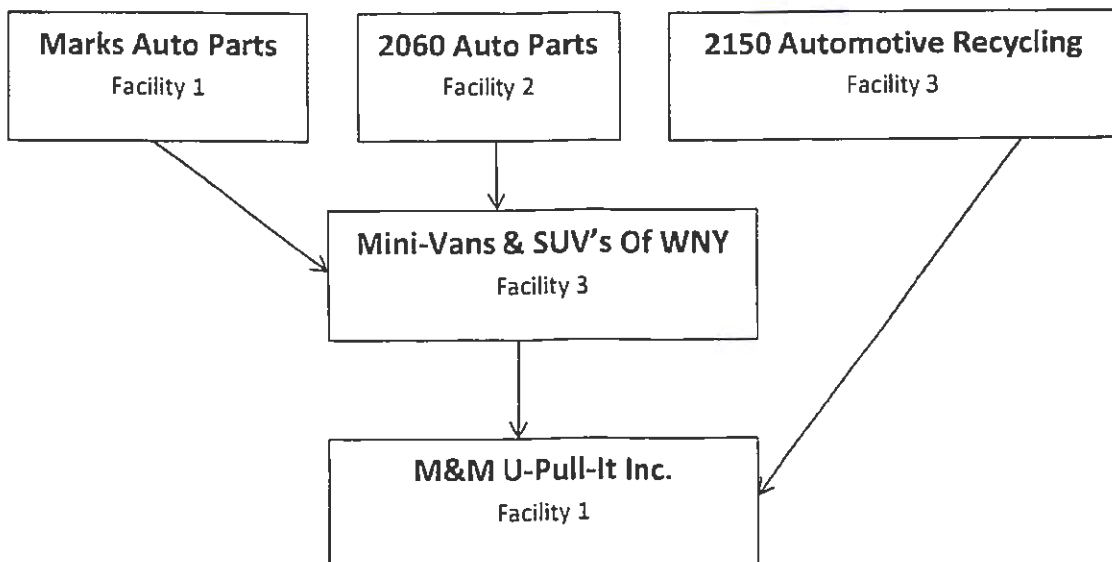 Marks Auto Parts
Facility 1
2060 Auto Parts
Facility 2
2150 Automotive Recycling
Facility 3
Mini-Vans & SUV's Of WNY
Facility 3
M&M U-Pull-It Inc.
Facility 1